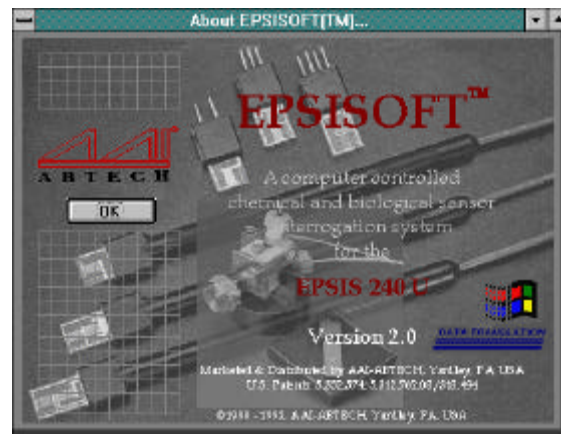 About EPSISOFT[TM]...
EPSISOFT™
ABTECH
A computer controlled
chemical and biological sensor
interrogation system
OK
for the
EPSIS 240 U
Version 2.0
DATA TRANSLATION
Marketed & Distributed by AAI-ABTECH, Yardley, PA USA
U.S. Patents
AAI-ABTECH, Yardley, PA, USA